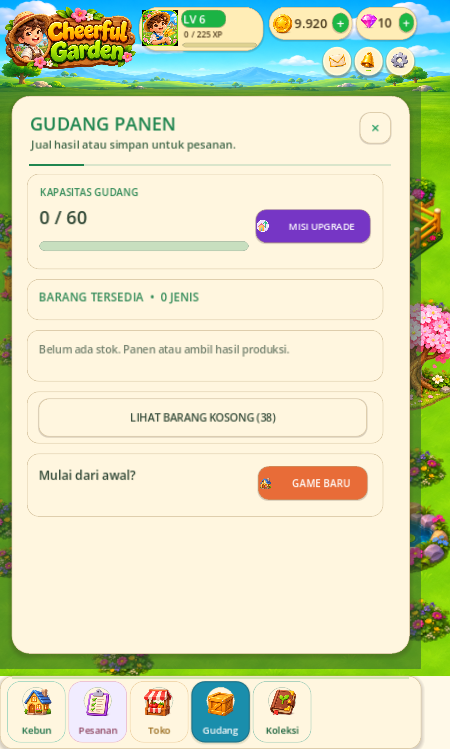 Cheerful
Garden
LV 6
0 / 225 XP
9.920
+
10
+
GUDANG PANEN
Jual hasil atau simpan untuk pesanan.
×
KAPASITAS GUDANG
0 / 60
MISI UPGRADE
BARANG TERSEDIA • 0 JENIS
Belum ada stok. Panen atau ambil hasil produksi.
LIHAT BARANG KOSONG (38)
Mulai dari awal?
GAME BARU
Kebun
Pesanan
Toko
Gudang
Koleksi